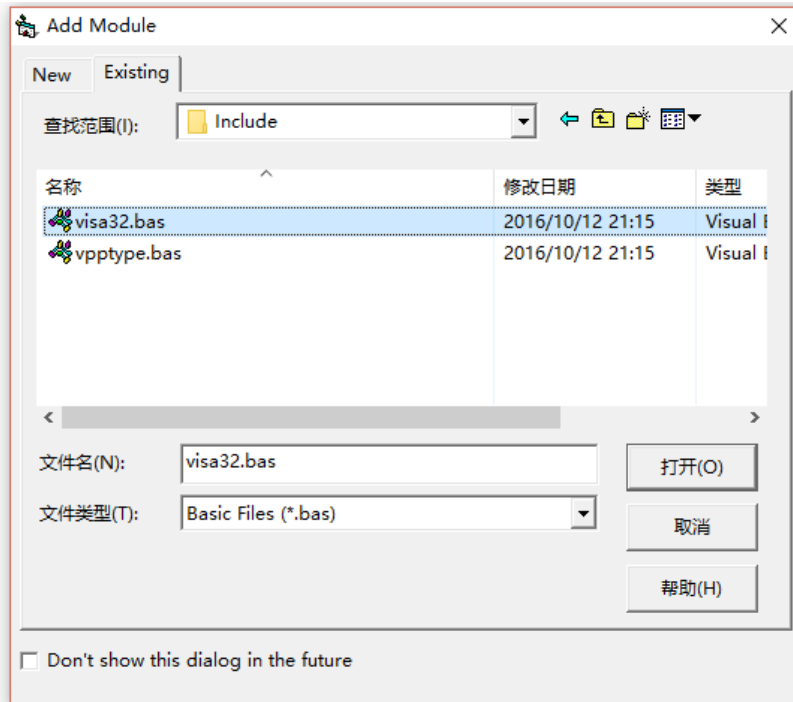 Add Module
New Existing
查找范围(I): Include
名称 修改日期 类型
visa32.bas 2016/10/12 21:15 Visual
vpptype.bas 2016/10/12 21:15 Visual
文件名(N): visa32.bas 打开(O)
文件类型(T): Basic Files (*.bas)
取消
帮助(H)
Don't show this dialog in the future